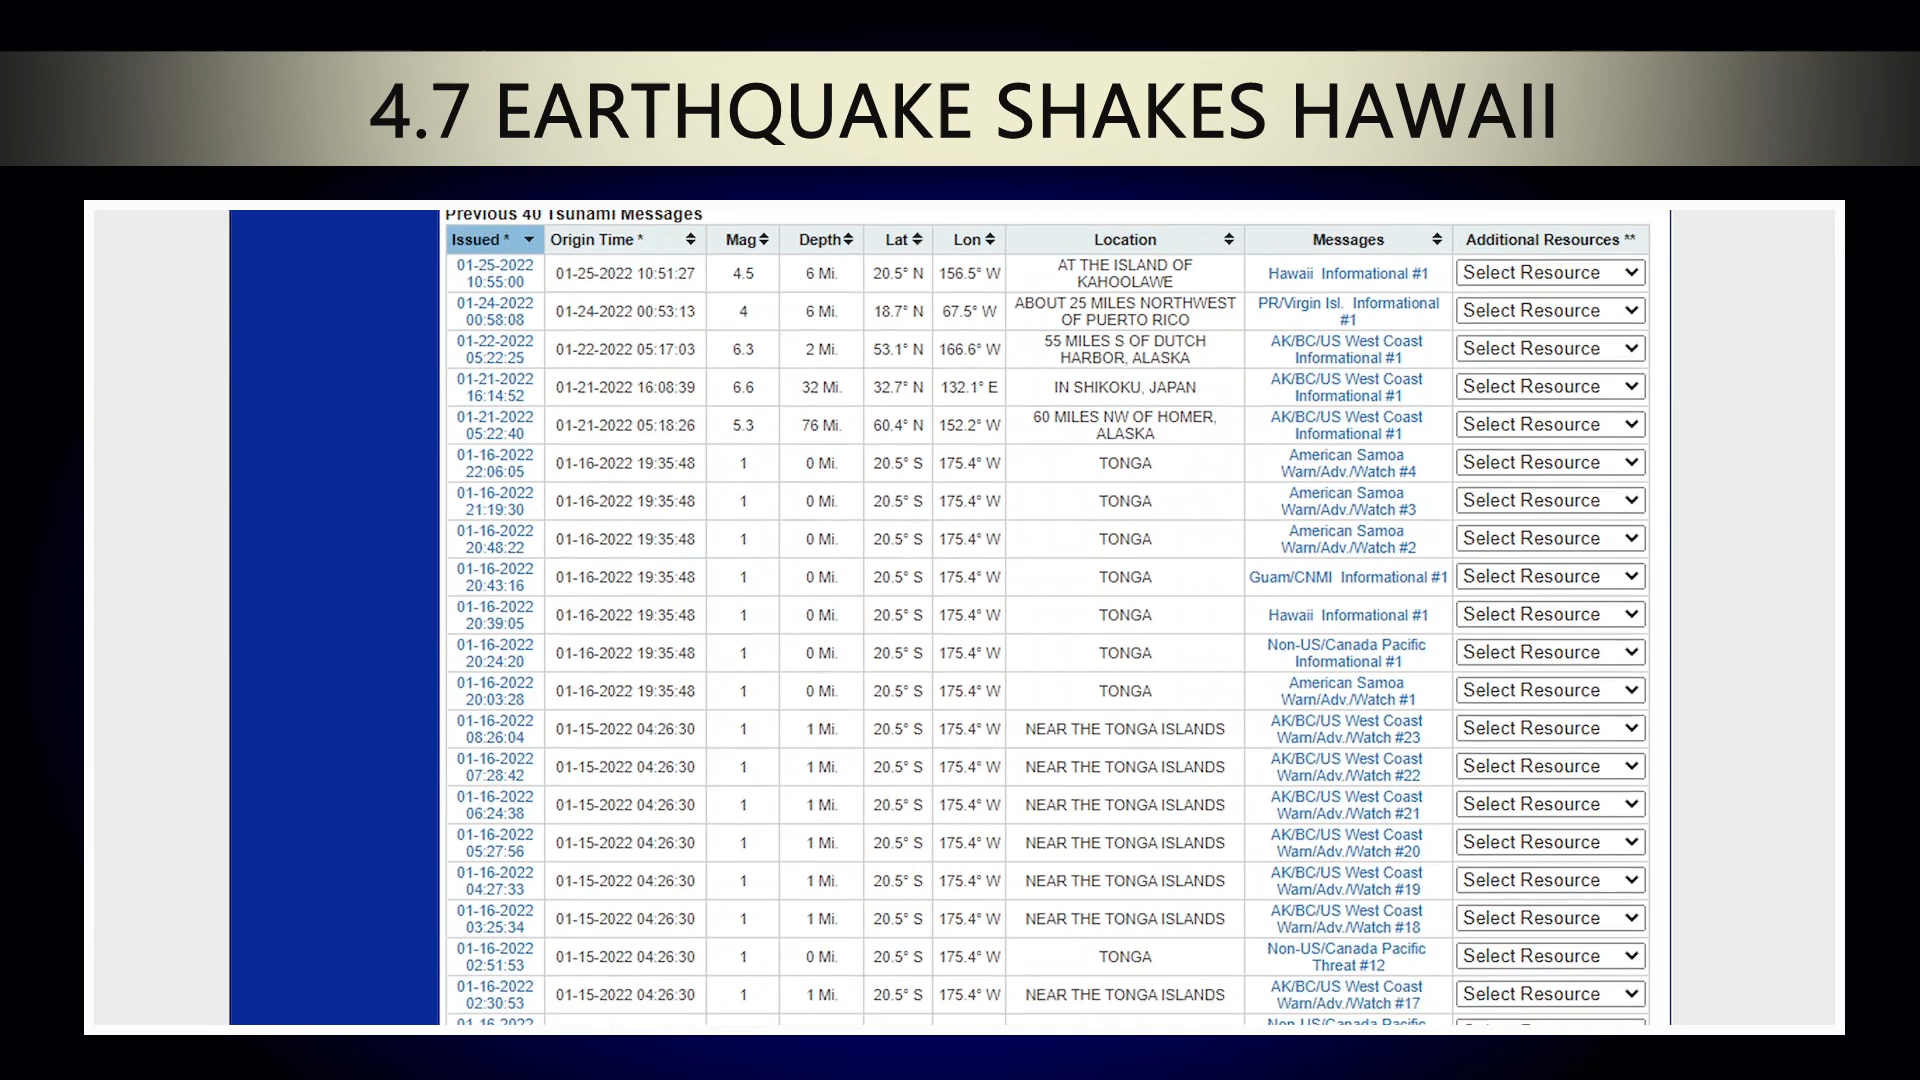 4.7 EARTHQUAKE SHAKES HAWAII
Previous 40 Tsunami Messages
Issued * Origin Time * Mag Depth Lat Lon Location Messages Additional Resources **
01-25-2022 10:55:00 01-25-2022 10:51:27 4.5 6 Mi. 20.5° N 156.5° W AT THE ISLAND OF KAHOOLAWE Hawaii Informational #1 Select Resource
01-24-2022 00:58:08 01-24-2022 00:53:13 4 6 Mi. 18.7° N 67.5° W ABOUT 25 MILES NORTHWEST OF PUERTO RICO PR/Virgin Isl. Informational #1 Select Resource
01-22-2022 05:22:25 01-22-2022 05:17:03 6.3 2 Mi. 53.1° N 166.6° W 55 MILES S OF DUTCH HARBOR, ALASKA AK/BC/US West Coast Informational #1 Select Resource
01-21-2022 16:14:52 01-21-2022 16:08:39 6.6 32 Mi. 32.7° N 132.1° E IN SHIKOKU, JAPAN AK/BC/US West Coast Informational #1 Select Resource
01-21-2022 05:22:40 01-21-2022 05:18:26 5.3 76 Mi. 60.4° N 152.2° W 60 MILES NW OF HOMER, ALASKA AK/BC/US West Coast Informational #1 Select Resource
01-16-2022 22:06:05 01-16-2022 19:35:48 1 0 Mi. 20.5° S 175.4° W TONGA American Samoa Warn/Adv./Watch #4 Select Resource
01-16-2022 21:19:30 01-16-2022 19:35:48 1 0 Mi. 20.5° S 175.4° W TONGA American Samoa Warn/Adv./Watch #3 Select Resource
01-16-2022 20:48:22 01-16-2022 19:35:48 1 0 Mi. 20.5° S 175.4° W TONGA American Samoa Warn/Adv./Watch #2 Select Resource
01-16-2022 20:43:16 01-16-2022 19:35:48 1 0 Mi. 20.5° S 175.4° W TONGA Guam/CNMI Informational #1 Select Resource
01-16-2022 20:39:05 01-16-2022 19:35:48 1 0 Mi. 20.5° S 175.4° W TONGA Hawaii Informational #1 Select Resource
01-16-2022 20:24:20 01-16-2022 19:35:48 1 0 Mi. 20.5° S 175.4° W TONGA Non-US/Canada Pacific Informational #1 Select Resource
01-16-2022 20:03:28 01-16-2022 19:35:48 1 0 Mi. 20.5° S 175.4° W TONGA American Samoa Warn/Adv./Watch #1 Select Resource
01-16-2022 08:26:04 01-15-2022 04:26:30 1 1 Mi. 20.5° S 175.4° W NEAR THE TONGA ISLANDS AK/BC/US West Coast Warn/Adv./Watch #23 Select Resource
01-16-2022 07:28:42 01-15-2022 04:26:30 1 1 Mi. 20.5° S 175.4° W NEAR THE TONGA ISLANDS AK/BC/US West Coast Warn/Adv./Watch #22 Select Resource
01-16-2022 06:24:38 01-15-2022 04:26:30 1 1 Mi. 20.5° S 175.4° W NEAR THE TONGA ISLANDS AK/BC/US West Coast Warn/Adv./Watch #21 Select Resource
01-16-2022 05:27:56 01-15-2022 04:26:30 1 1 Mi. 20.5° S 175.4° W NEAR THE TONGA ISLANDS AK/BC/US West Coast Warn/Adv./Watch #20 Select Resource
01-16-2022 04:27:33 01-15-2022 04:26:30 1 1 Mi. 20.5° S 175.4° W NEAR THE TONGA ISLANDS AK/BC/US West Coast Warn/Adv./Watch #19 Select Resource
01-16-2022 03:25:34 01-15-2022 04:26:30 1 1 Mi. 20.5° S 175.4° W NEAR THE TONGA ISLANDS AK/BC/US West Coast Warn/Adv./Watch #18 Select Resource
01-16-2022 02:51:53 01-15-2022 04:26:30 1 0 Mi. 20.5° S 175.4° W TONGA Non-US/Canada Pacific Threat #12 Select Resource
01-16-2022 02:30:53 01-15-2022 04:26:30 1 1 Mi. 20.5° S 175.4° W NEAR THE TONGA ISLANDS AK/BC/US West Coast Warn/Adv./Watch #17 Select Resource
01-16-2022 Non-US/Canada Pacific